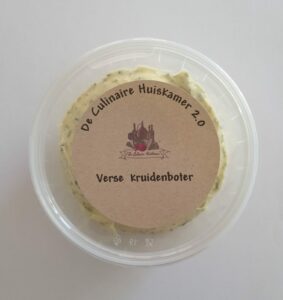 De Culinaire Huiskamer 2.0
Verse Kruidenboter